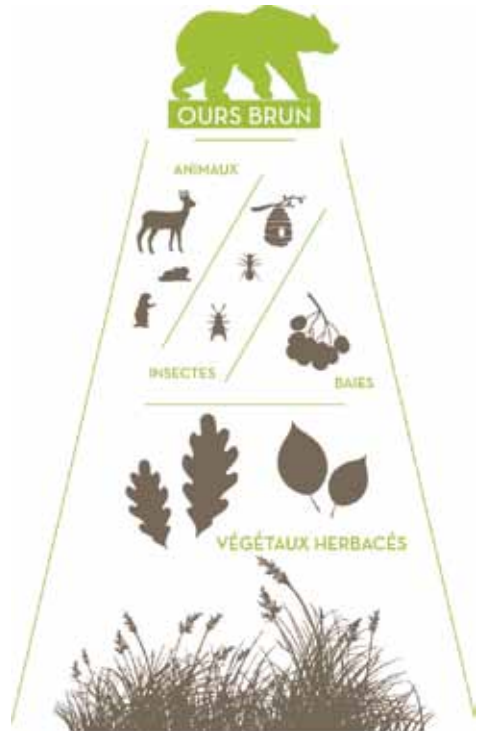 OURS BRUN
ANIMAUX
INSECTES
BAIES
VÉGÉTAUX HERBACÉS